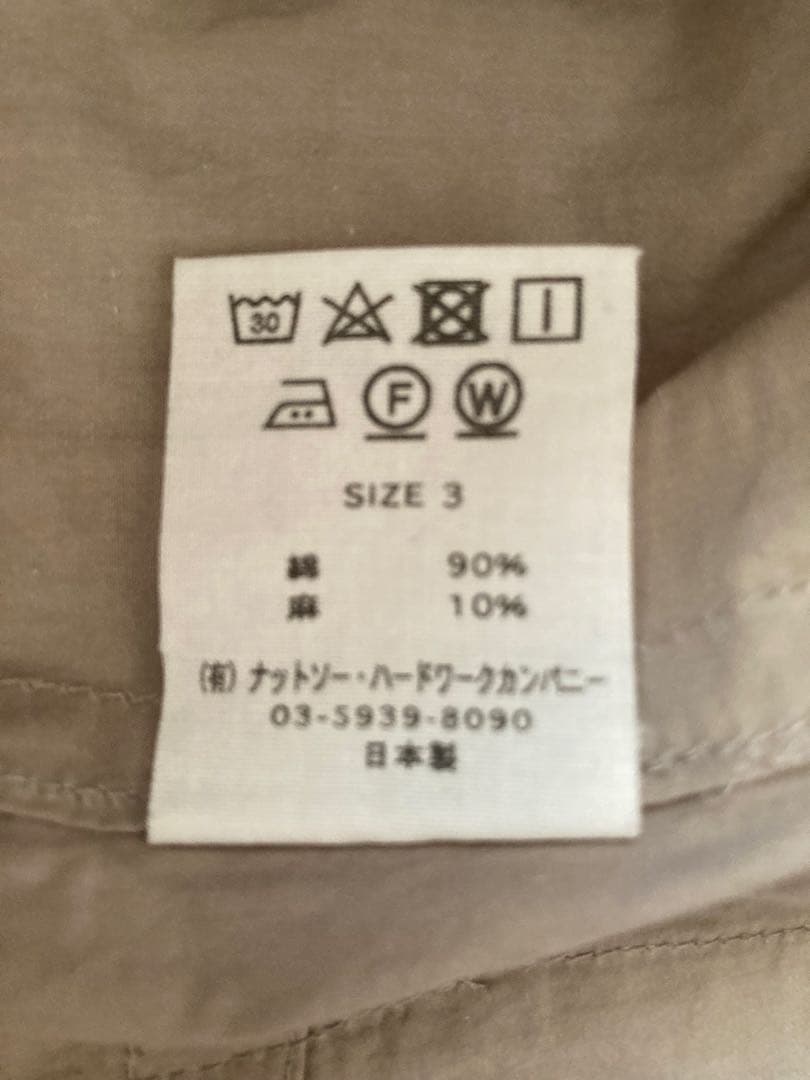 30
F W
SIZE 3
綿 90%
麻 10%
(有)ナットソー・ハードワークカンパニー
03-5939-8090
日本製